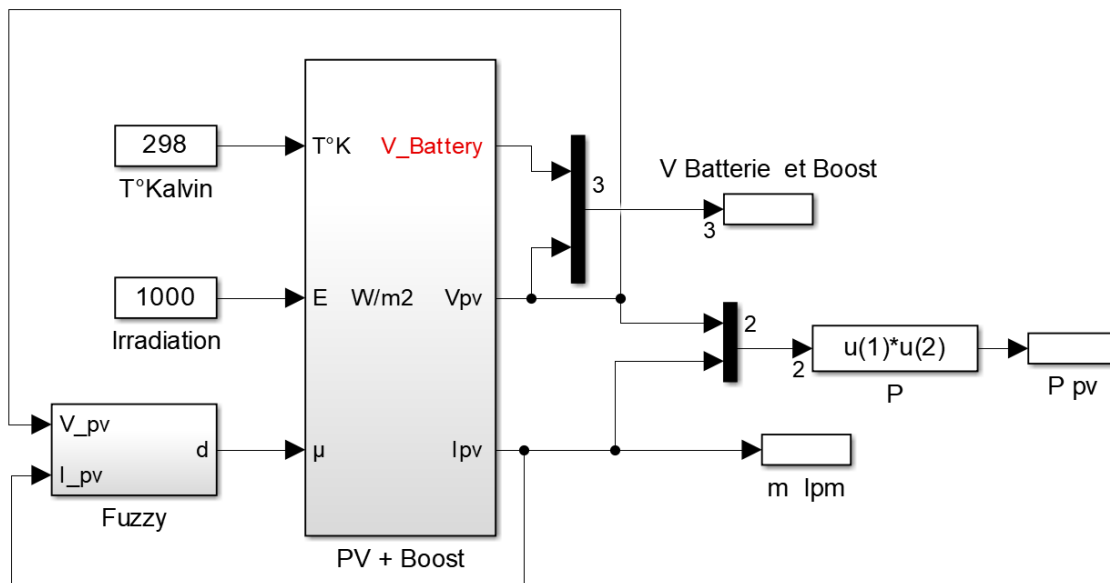 298
T°Kalvin
T°K
V_Battery
3
V Batterie et Boost
3
1000
Irradiation
E
W/m2
Vpv
2
2
u(1)*u(2)
P
P pv
V_pv
I_pv
d
Fuzzy
µ
Ipv
m Ipm
PV + Boost